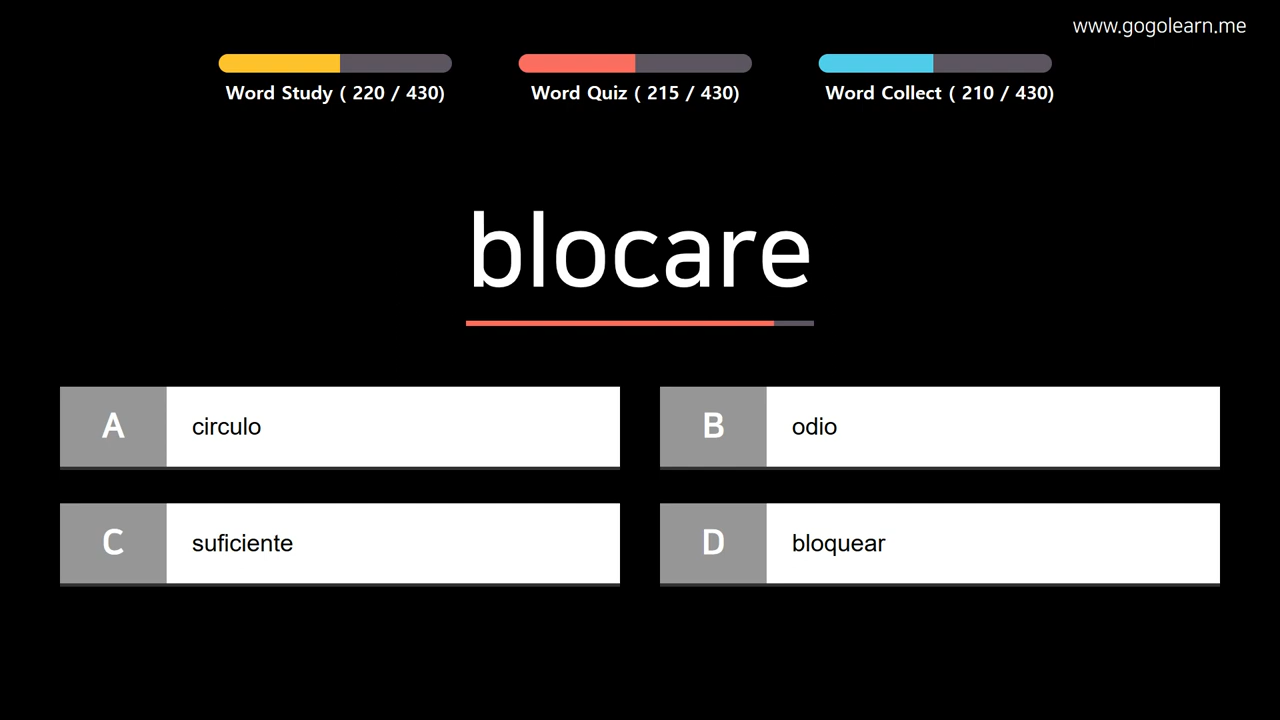 www.gogolearn.me
Word Study ( 220 / 430)
Word Quiz ( 215 / 430)
Word Collect ( 210 / 430)
blocare
A
circulo
B
odio
C
suficiente
D
bloquear